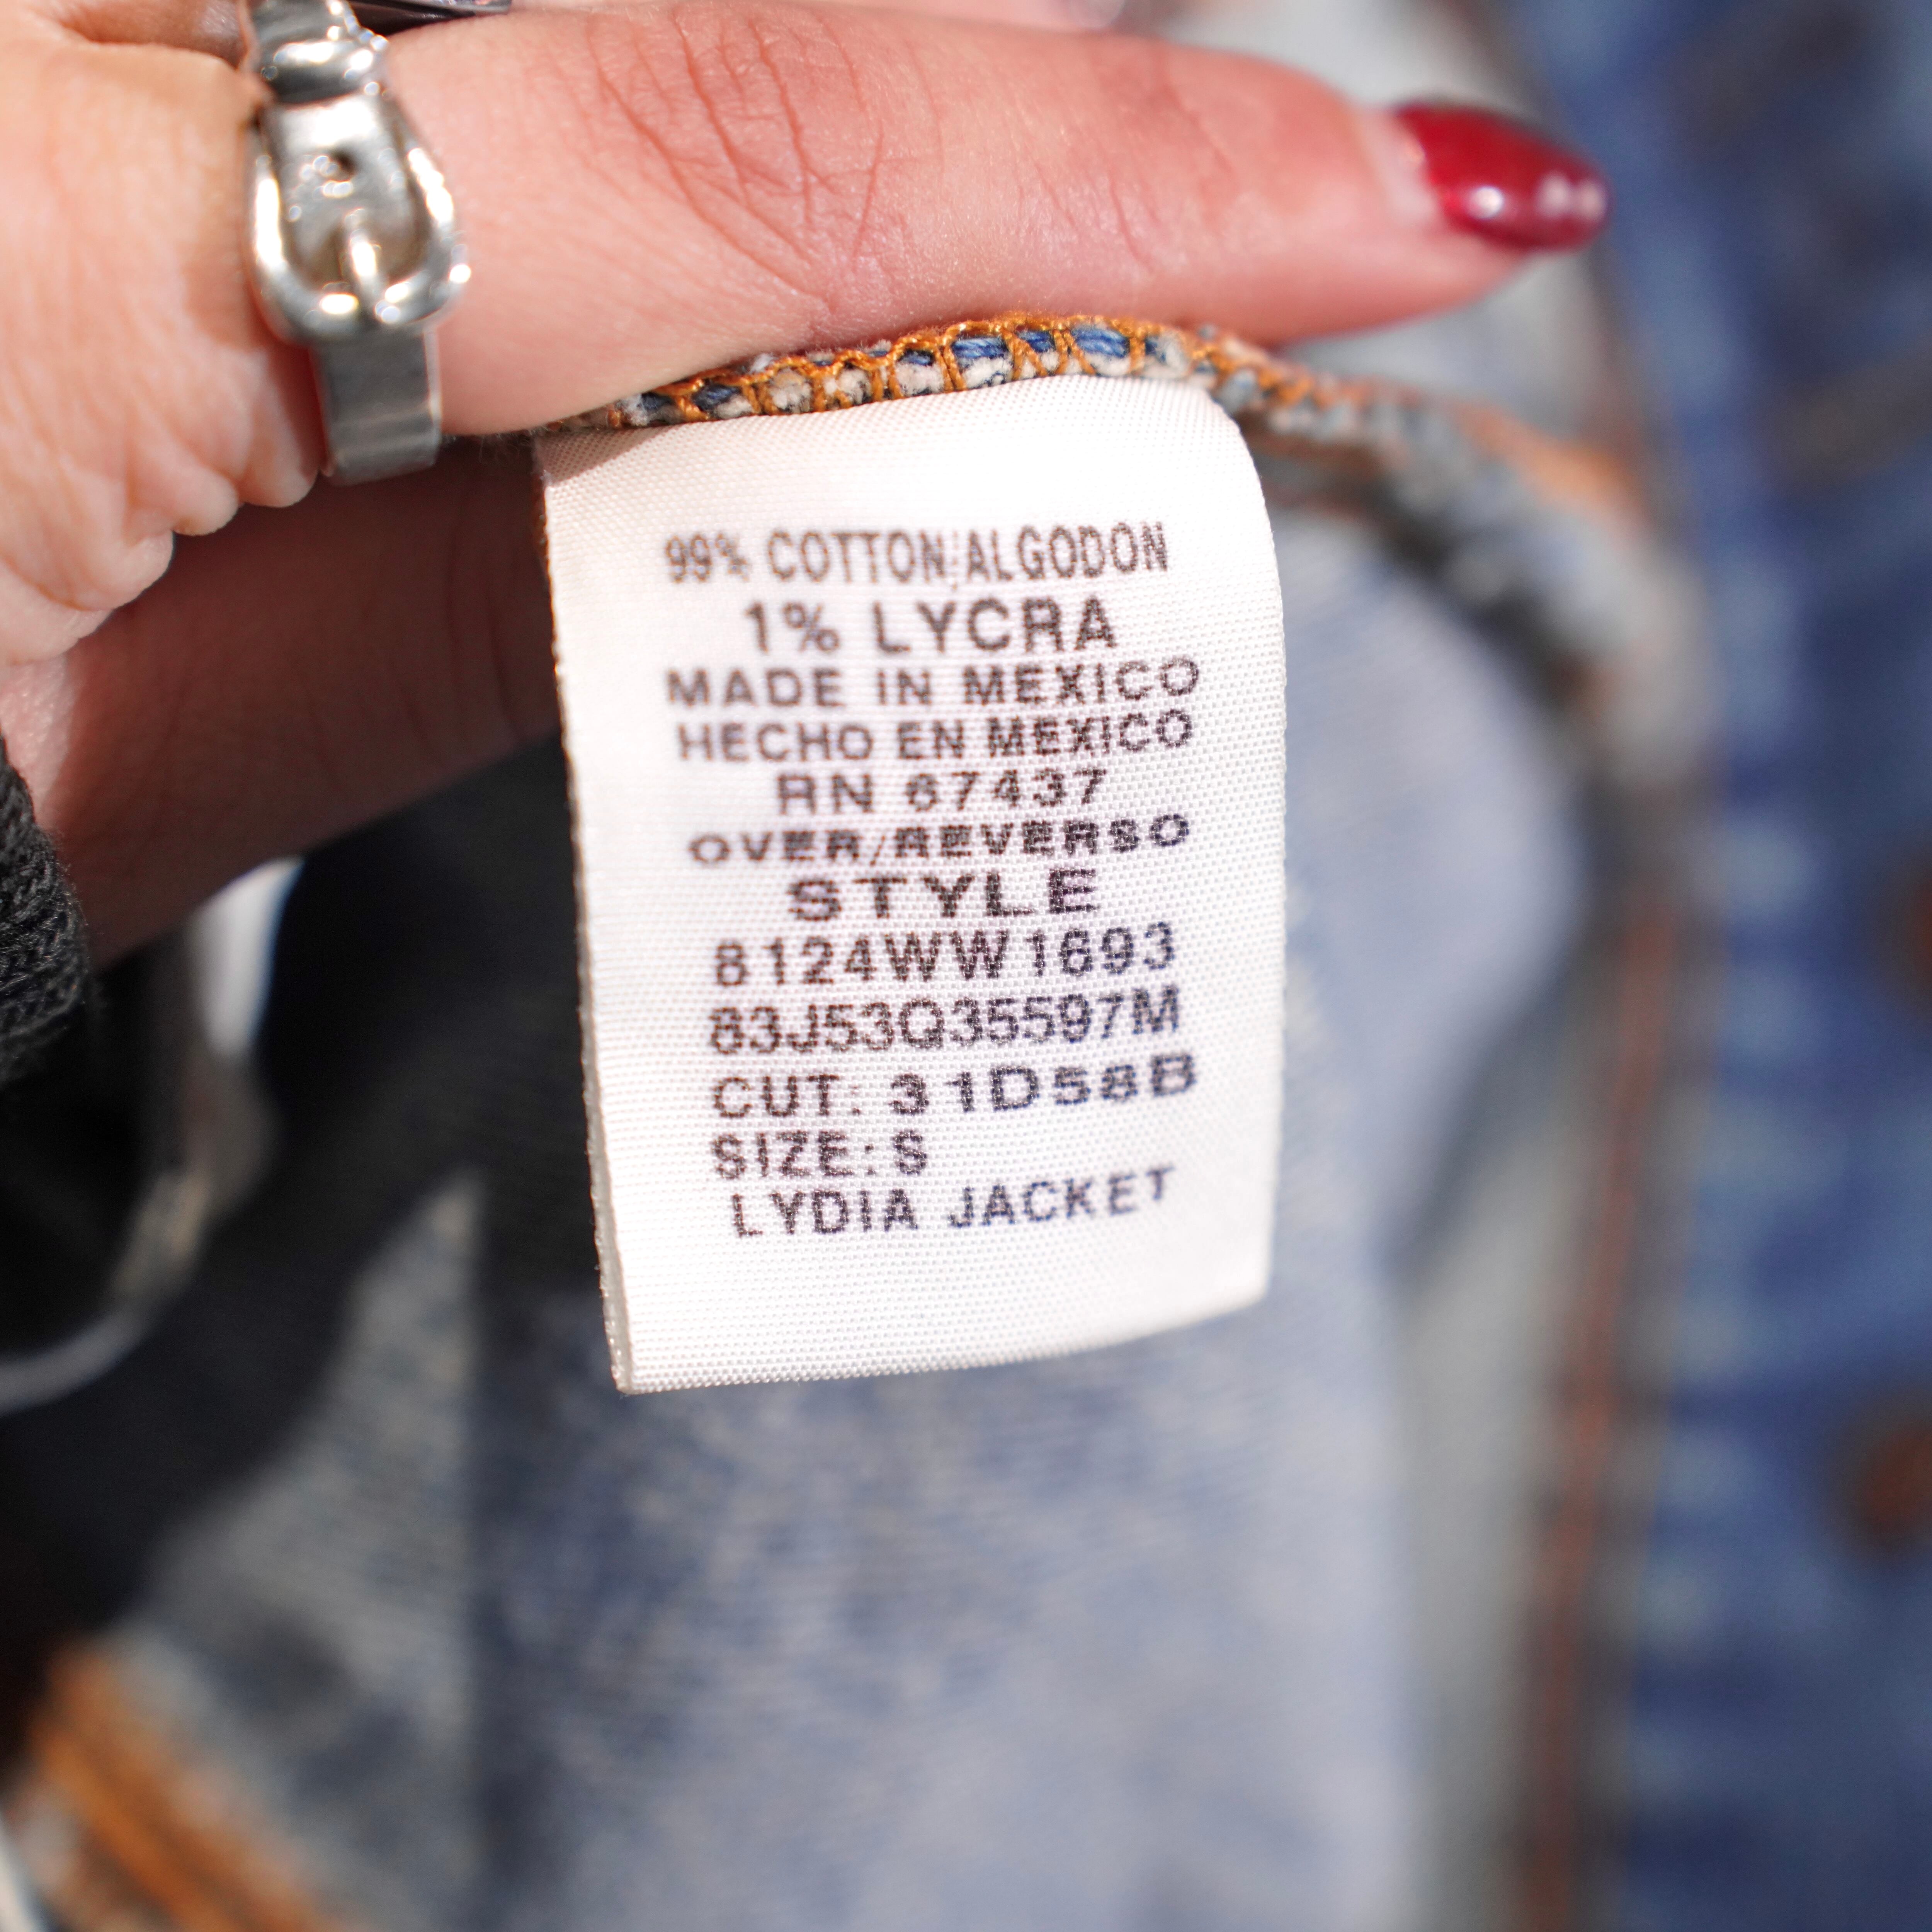 99% COTTON/ALGODON
1% LYCRA
MADE IN MEXICO
HECHO EN MEXICO
RN 67437
OVER/REVERSO
STYLE
8124WW1693
83J53Q35597M
CUT: 31D58B
SIZE: S
LYDIA JACKET